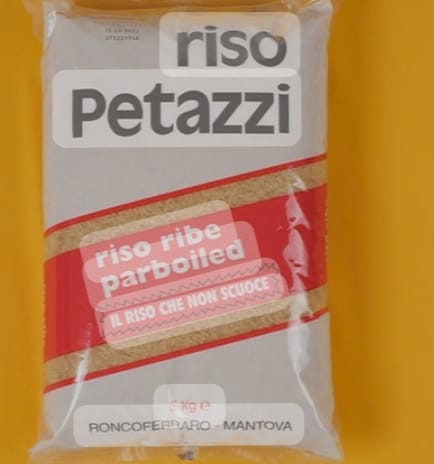 riso
Petazzi
riso ribe
parboiled
IL RISO CHE NON SCUOCE
5 kg e
RONCOFERRARO - MANTOVA